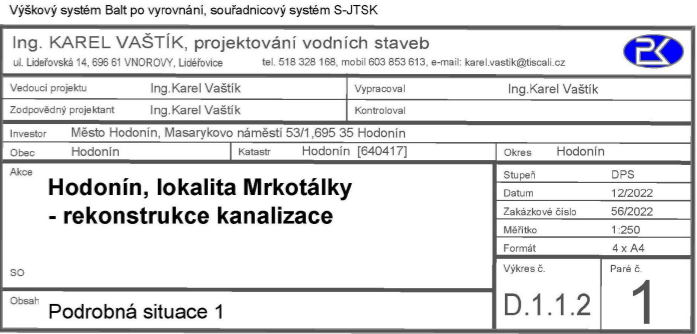 Výškový systém Balt po vyrovnání, souřadnicový systém S-JTSK
Ing. KAREL VAŠTÍK, projektování vodních staveb
ul. Lideřovská 14, 696 61 VNOROVY, Lidéřovice tel. 518 328 168, mobil 603 853 613, e-mail: karel.vastik@tiscali.cz
Vedoucí projektu Ing.Karel Vaštík Vypracoval Ing.Karel Vaštík
Zodpovědný projektant Ing.Karel Vaštík Kontroloval
Investor Město Hodonín, Masarykovo náměstí 53/1,695 35 Hodonín
Obec Hodonín Katastr Hodonín [640417] Okres Hodonín
Akce
Hodonín, lokalita Mrkotálky
- rekonstrukce kanalizace
SO
Obsah Podrobná situace 1
Stupeň DPS
Datum 12/2022
Zakázkové číslo 56/2022
Měřítko 1:250
Formát 4 x A4
Výkres č. Paré č.
D.1.1.2 1